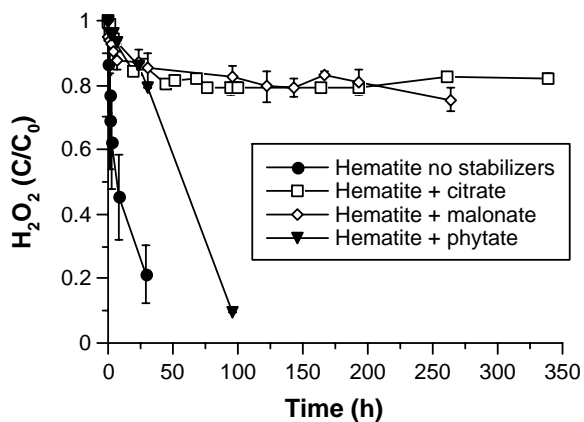 1
0.8
0.6
0.4
0.2
0
H₂O₂ (C/C₀)
Hematite no stabilizers
Hematite + citrate
Hematite + malonate
Hematite + phytate
0 50 100 150 200 250 300 350
Time (h)